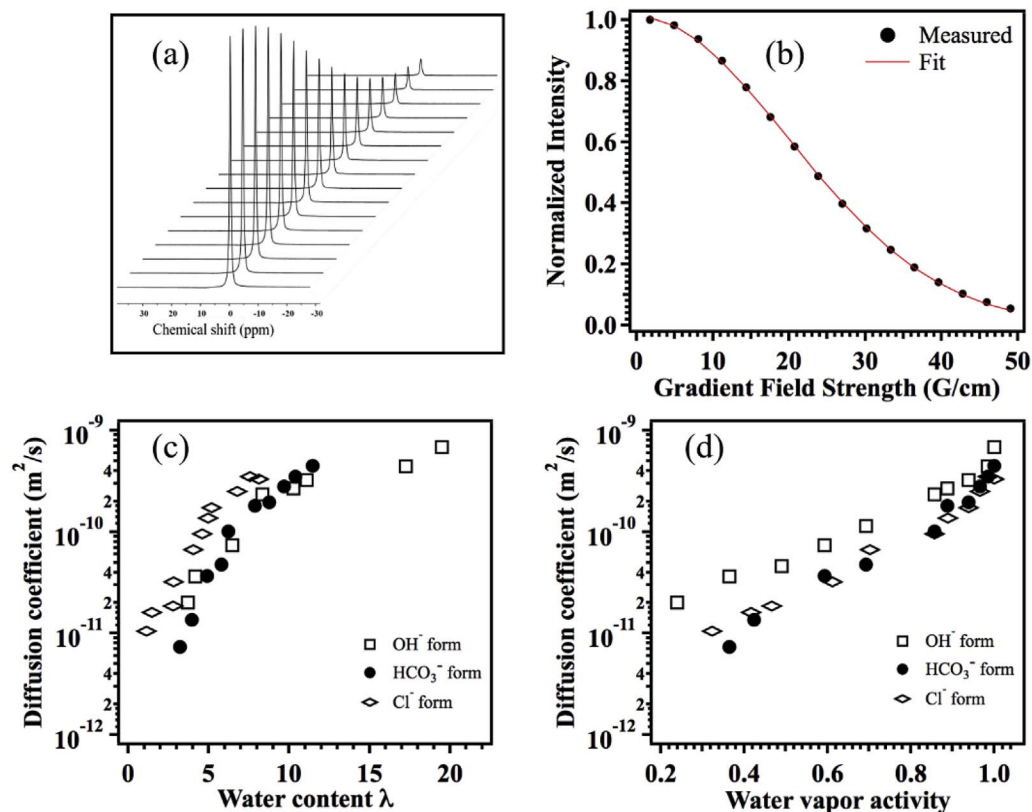 (a)
30 20 10 0 -10 -20 -30
Chemical shift (ppm)
(b)
Measured
Fit
1.0
0.8
0.6
0.4
0.2
0.0
Normalized Intensity
0 10 20 30 40 50
Gradient Field Strength (G/cm)
(c)
10⁻⁹
4
2
10⁻¹⁰
4
2
10⁻¹¹
4
2
10⁻¹²
Diffusion coefficient (m²/s)
OH⁻ form
HCO₃⁻ form
Cl⁻ form
0 5 10 15 20
Water content λ
(d)
10⁻⁹
4
2
10⁻¹⁰
4
2
10⁻¹¹
4
2
10⁻¹²
Diffusion coefficient (m²/s)
OH⁻ form
HCO₃⁻ form
Cl⁻ form
0.2 0.4 0.6 0.8 1.0
Water vapor activity